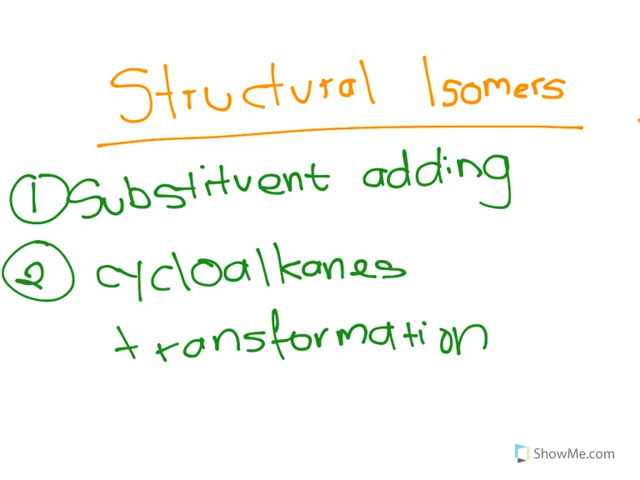 Structural Isomers
① Substituent adding
② cycloalkanes
transformation
ShowMe.com